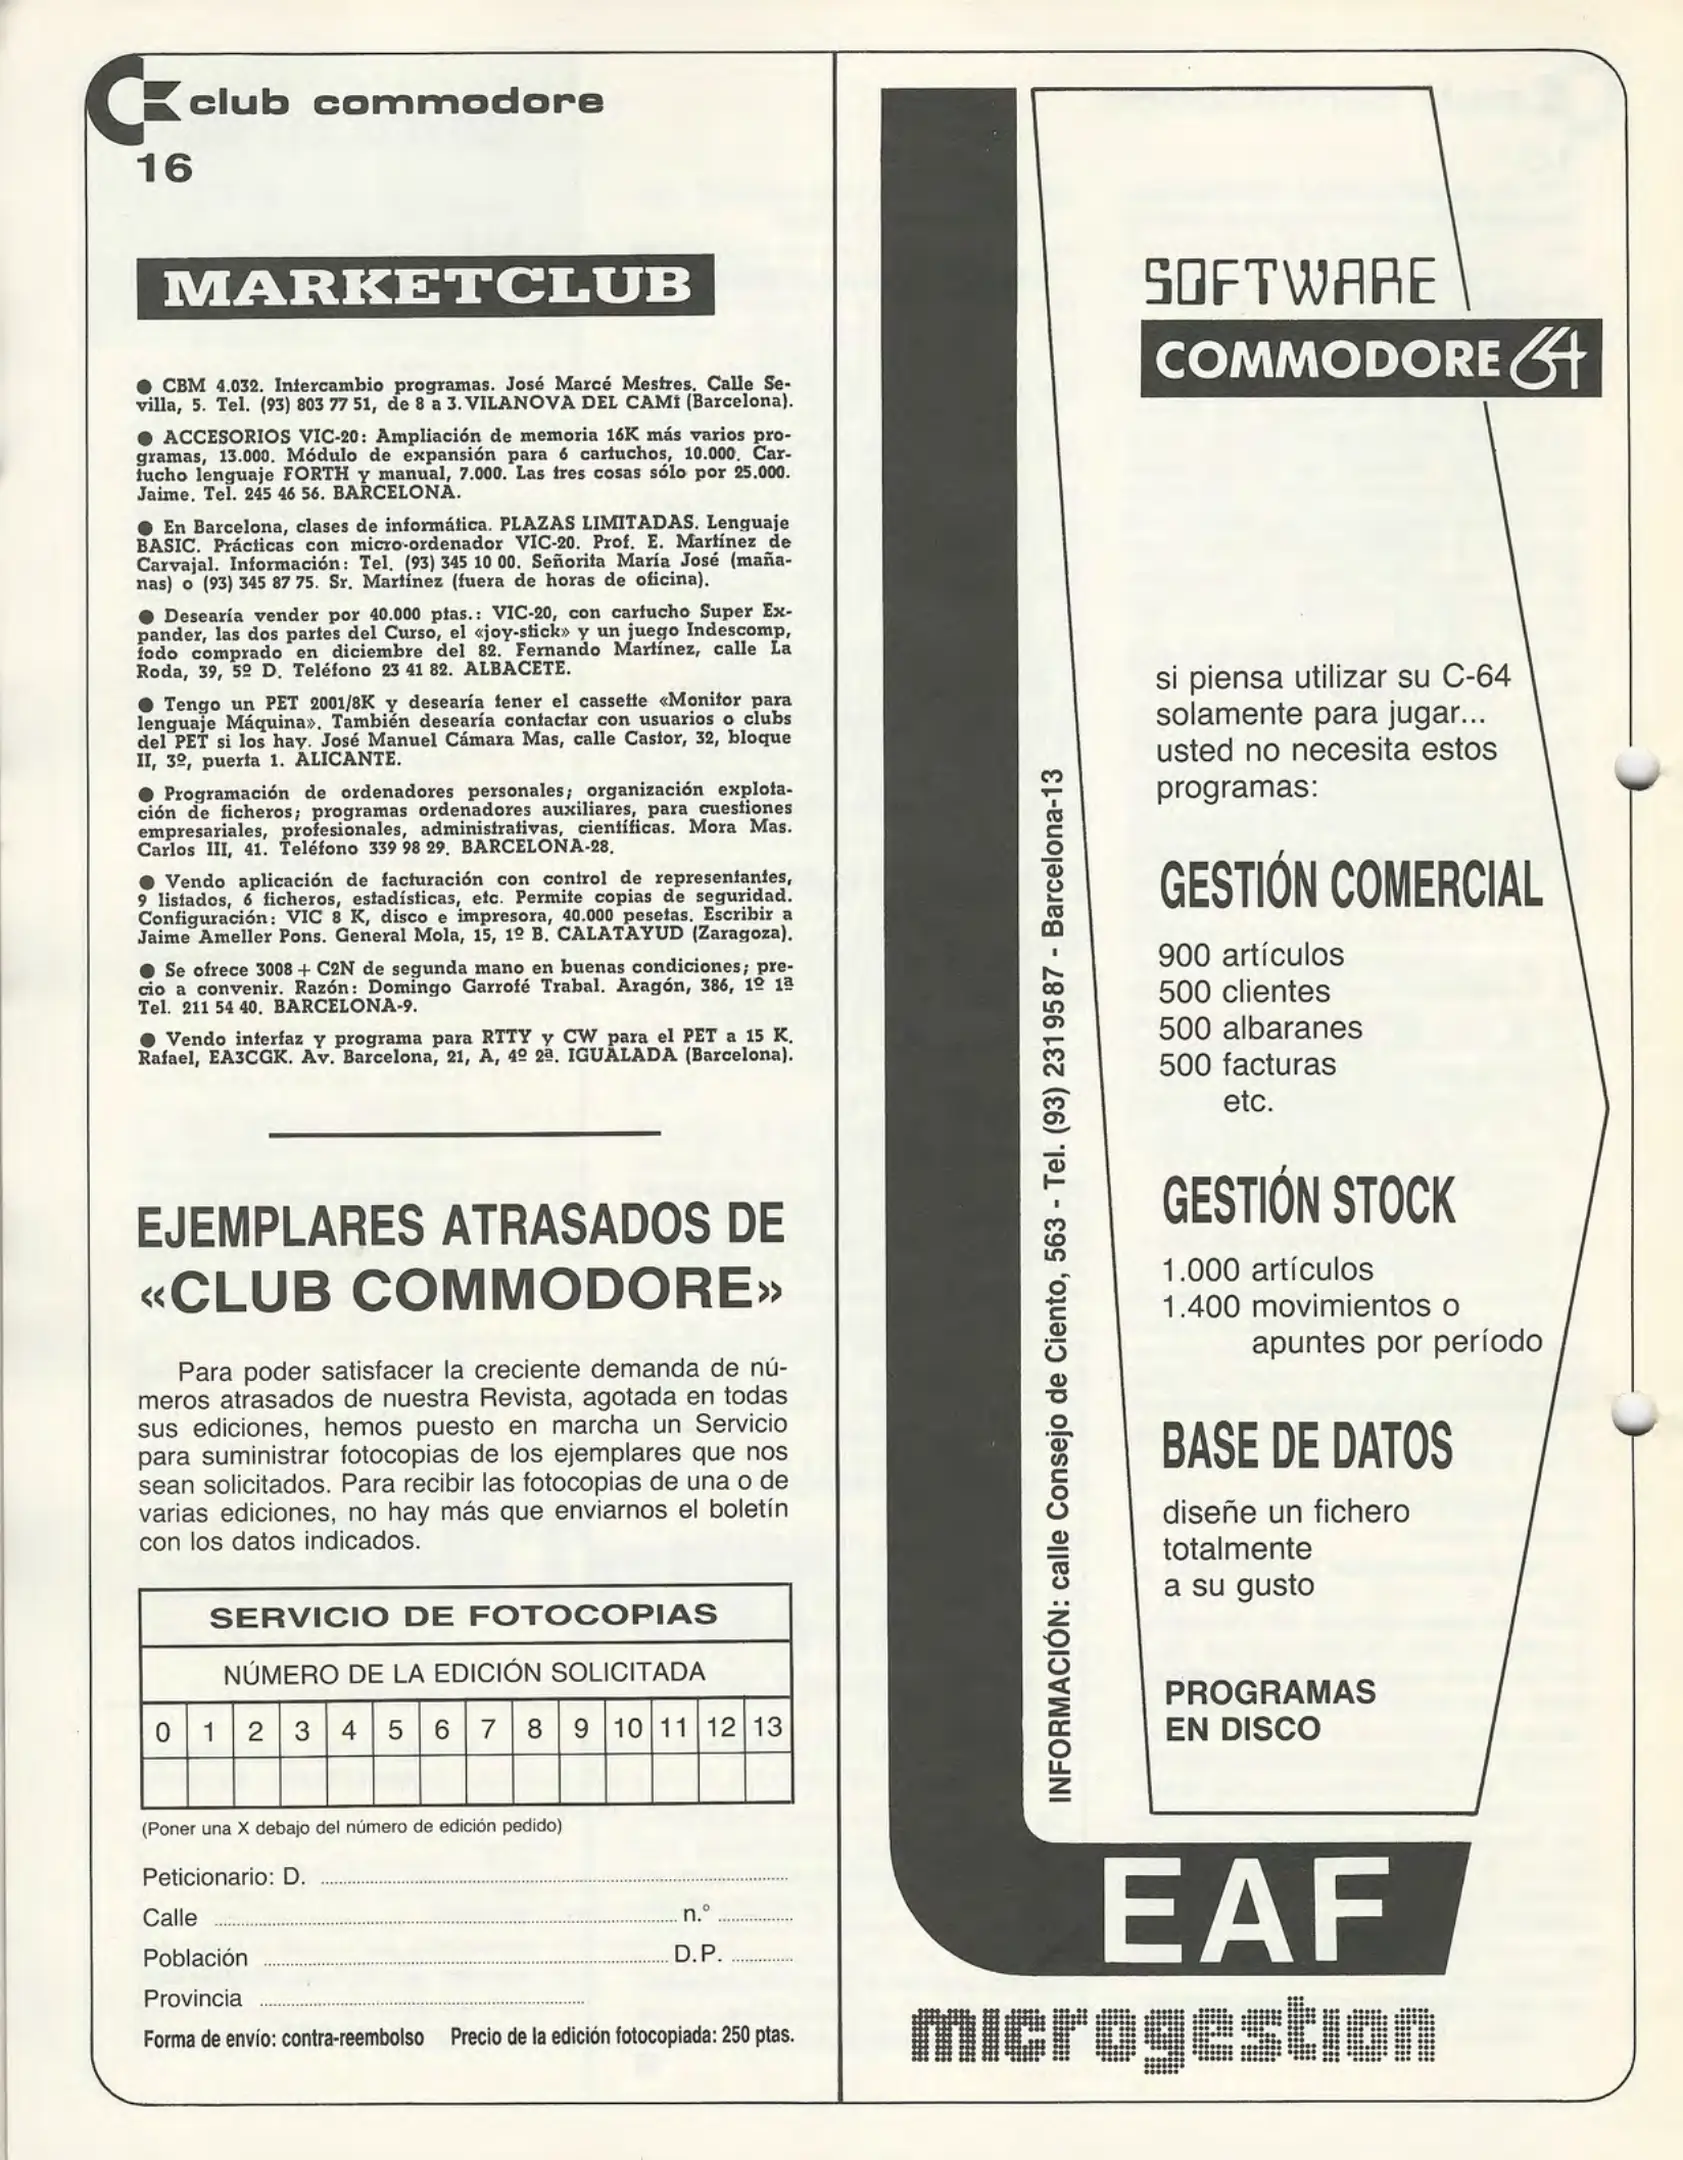 club commodore
16
MARKETCLUB
● CBM 4.032. Intercambio programas. José Marcé Mestres. Calle Se-
villa, 5. Tel. (93) 803 77 51, de 8 a 3. VILANOVA DEL CAMÍ (Barcelona).
● ACCESORIOS VIC-20: Ampliación de memoria 16K más varios pro-
gramas, 13.000. Módulo de expansión para 6 cartuchos, 10.000. Car-
tucho lenguaje FORTH y manual, 7.000. Las tres cosas sólo por 25.000.
Jaime. Tel. 245 46 56. BARCELONA.
● En Barcelona, clases de informática. PLAZAS LIMITADAS. Lenguaje
BASIC. Prácticas con micro-ordenador VIC-20. Prof. E. Martínez de
Carvajal. Información: Tel. (93) 345 10 00. Señorita María José (maña-
nas) o (93) 345 87 75. Sr. Martínez (fuera de horas de oficina).
● Desearía vender por 40.000 ptas.: VIC-20, con cartucho Super Ex-
pander, las dos partes del Curso, el «joy-stick» y un juego Indescomp,
todo comprado en diciembre del 82. Fernando Martínez, calle La
Roda, 39, 5º D. Teléfono 23 41 82. ALBACETE.
● Tengo un PET 2001/8K y desearía tener el cassette «Monitor para
lenguaje Máquina». También desearía contactar con usuarios o clubs
del PET si los hay. José Manuel Cámara Mas, calle Castor, 32, bloque
II, 3º, puerta 1. ALICANTE.
● Programación de ordenadores personales; organización explota-
ción de ficheros; programas ordenadores auxiliares, para cuestiones
empresariales, profesionales, administrativas, científicas. Mora Mas.
Carlos III, 41. Teléfono 339 98 29. BARCELONA-28.
● Vendo aplicación de facturación con control de representantes,
9 listados, 6 ficheros, estadísticas, etc. Permite copias de seguridad.
Configuración: VIC 8 K, disco e impresora, 40.000 pesetas. Escribir a
Jaime Ameller Pons. General Mola, 15, 1º B. CALATAYUD (Zaragoza).
● Se ofrece 3008 + C2N de segunda mano en buenas condiciones; pre-
cio a convenir. Razón: Domingo Garrofé Trabal. Aragón, 386, 1º 1ª
Tel. 211 54 40. BARCELONA-9.
● Vendo interfaz y programa para RTTY y CW para el PET a 15 K.
Rafael, EA3CGK. Av. Barcelona, 21, A, 4º 2ª. IGUALADA (Barcelona).
EJEMPLARES ATRASADOS DE
«CLUB COMMODORE»
Para poder satisfacer la creciente demanda de nú-
meros atrasados de nuestra Revista, agotada en todas
sus ediciones, hemos puesto en marcha un Servicio
para suministrar fotocopias de los ejemplares que nos
sean solicitados. Para recibir las fotocopias de una o de
varias ediciones, no hay más que enviarnos el boletín
con los datos indicados.
SERVICIO DE FOTOCOPIAS
NÚMERO DE LA EDICIÓN SOLICITADA
0 1 2 3 4 5 6 7 8 9 10 11 12 13
(Poner una X debajo del número de edición pedido)
Peticionario: D.
Calle n.º
Población D.P.
Provincia
Forma de envío: contra-reembolso Precio de la edición fotocopiada: 250 ptas.
SOFTWARE
COMMODORE 64
si piensa utilizar su C-64
solamente para jugar...
usted no necesita estos
programas:
GESTIÓN COMERCIAL
900 artículos
500 clientes
500 albaranes
500 facturas
etc.
GESTIÓN STOCK
1.000 artículos
1.400 movimientos o
apuntes por período
BASE DE DATOS
diseñe un fichero
totalmente
a su gusto
PROGRAMAS
EN DISCO
INFORMACIÓN: calle Consejo de Ciento, 563 - Tel. (93) 231 95 87 - Barcelona-13
EAF
microgestion